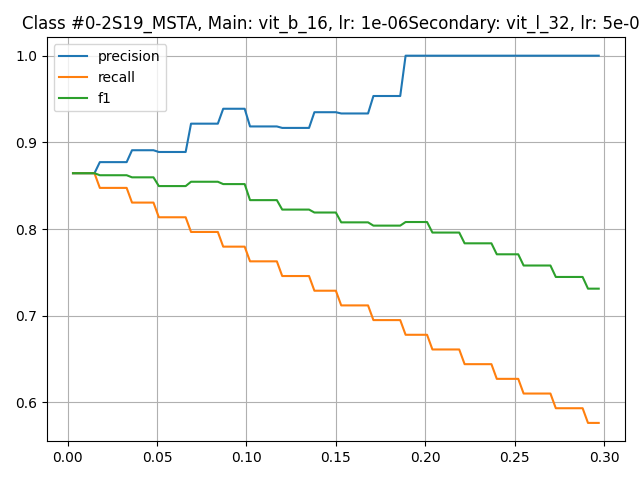 Class #0-2S19_MSTA, Main: vit_b_16, lr: 1e-06Secondary: vit_l_32, lr: 5e-0
precision
recall
f1
1.0
0.9
0.8
0.7
0.6
0.00 0.05 0.10 0.15 0.20 0.25 0.30